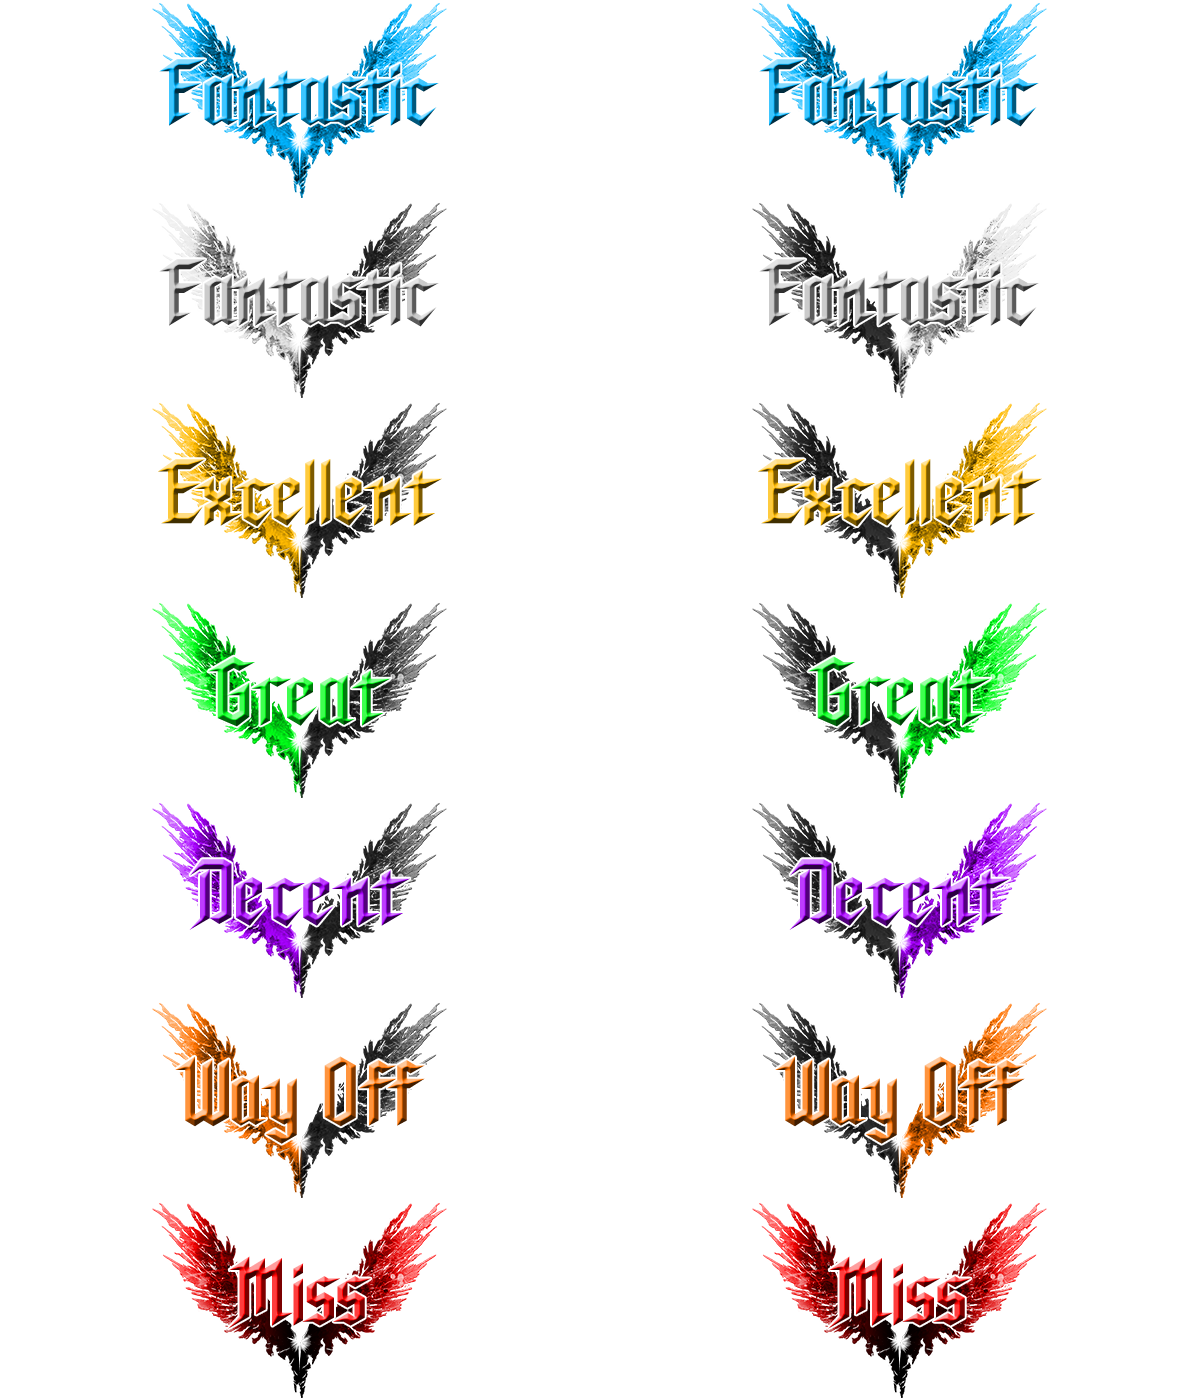 Fantastic Fantastic
Fantastic Fantastic
Excellent Excellent
Great Great
Decent Decent
Way Off Way Off
Miss Miss